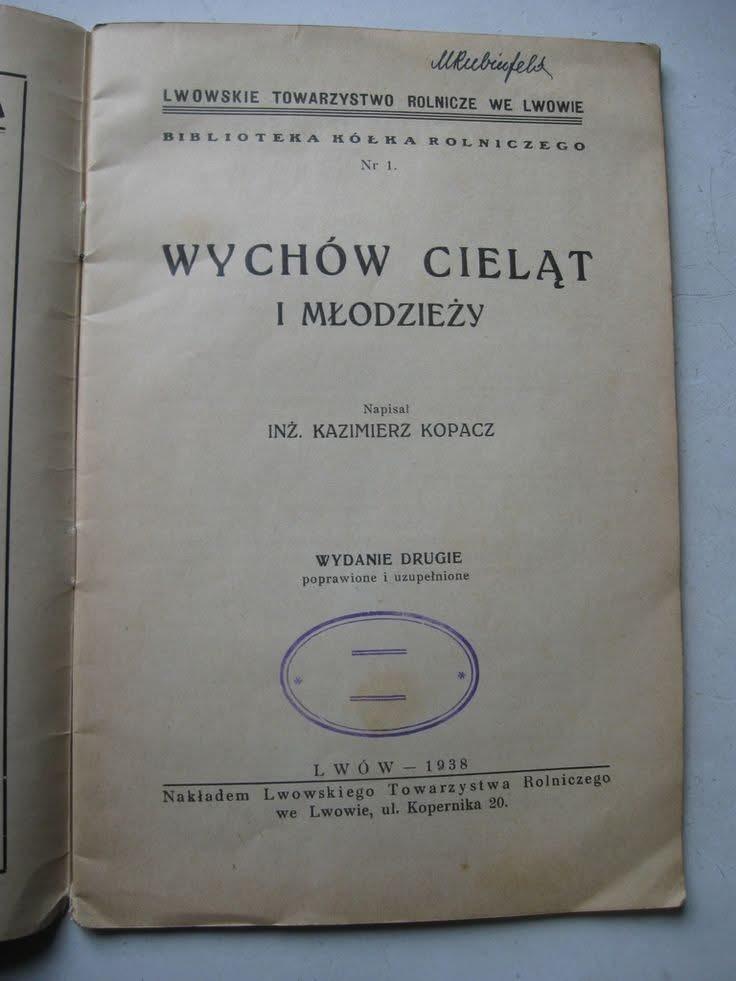 MRubinfeld
LWOWSKIE TOWARZYSTWO ROLNICZE WE LWOWIE
BIBLIOTEKA KÓŁKA ROLNICZEGO
Nr 1.
WYCHÓW CIELĄT
I MŁODZIEŻY
Napisał
INŻ. KAZIMIERZ KOPACZ
WYDANIE DRUGIE
poprawione i uzupełnione
LWÓW — 1938
Nakładem Lwowskiego Towarzystwa Rolniczego
we Lwowie, ul. Kopernika 20.